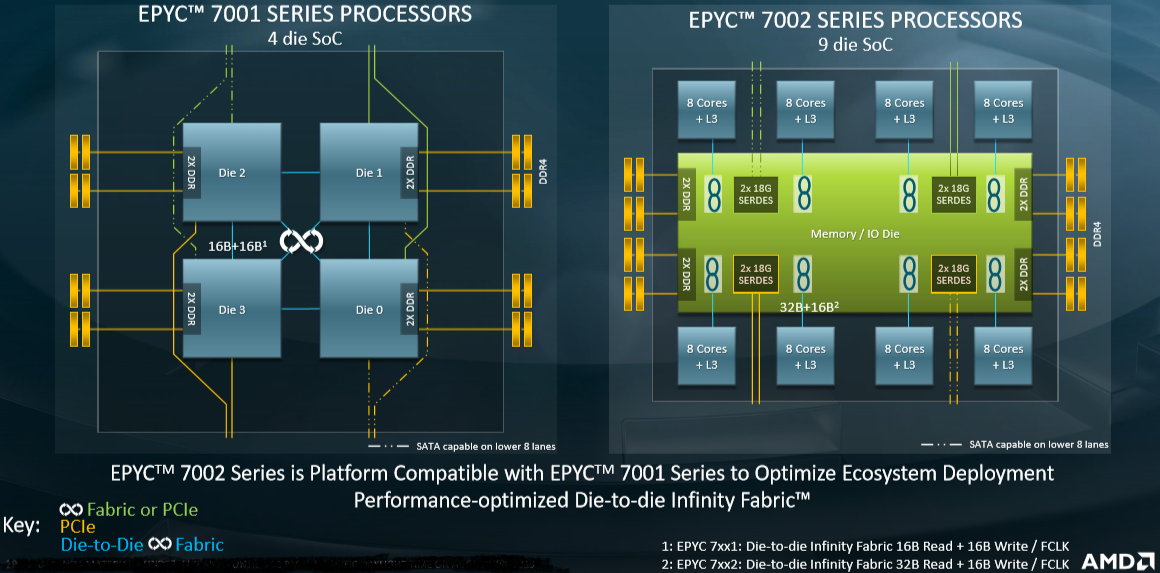 EPYC™ 7001 SERIES PROCESSORS
4 die SoC
Die 2
2X DDR
Die 1
2X DDR
DDR4
16B+16B¹
Die 3
2X DDR
Die 0
2X DDR
SATA capable on lower 8 lanes
EPYC™ 7002 SERIES PROCESSORS
9 die SoC
8 Cores
+ L3
8 Cores
+ L3
8 Cores
+ L3
8 Cores
+ L3
2X DDR
2x 18G
SERDES
2x 18G
SERDES
2X DDR
Memory / IO Die
DDR4
2X DDR
2x 18G
SERDES
2x 18G
SERDES
2X DDR
32B+16B²
8 Cores
+ L3
8 Cores
+ L3
8 Cores
+ L3
8 Cores
+ L3
SATA capable on lower 8 lanes
EPYC™ 7002 Series is Platform Compatible with EPYC™ 7001 Series to Optimize Ecosystem Deployment
Performance-optimized Die-to-die Infinity Fabric™
Key:
Fabric or PCIe
PCIe
Die-to-Die Fabric
1: EPYC 7xx1: Die-to-die Infinity Fabric 16B Read + 16B Write / FCLK
2: EPYC 7xx2: Die-to-die Infinity Fabric 32B Read + 16B Write / FCLK
AMD